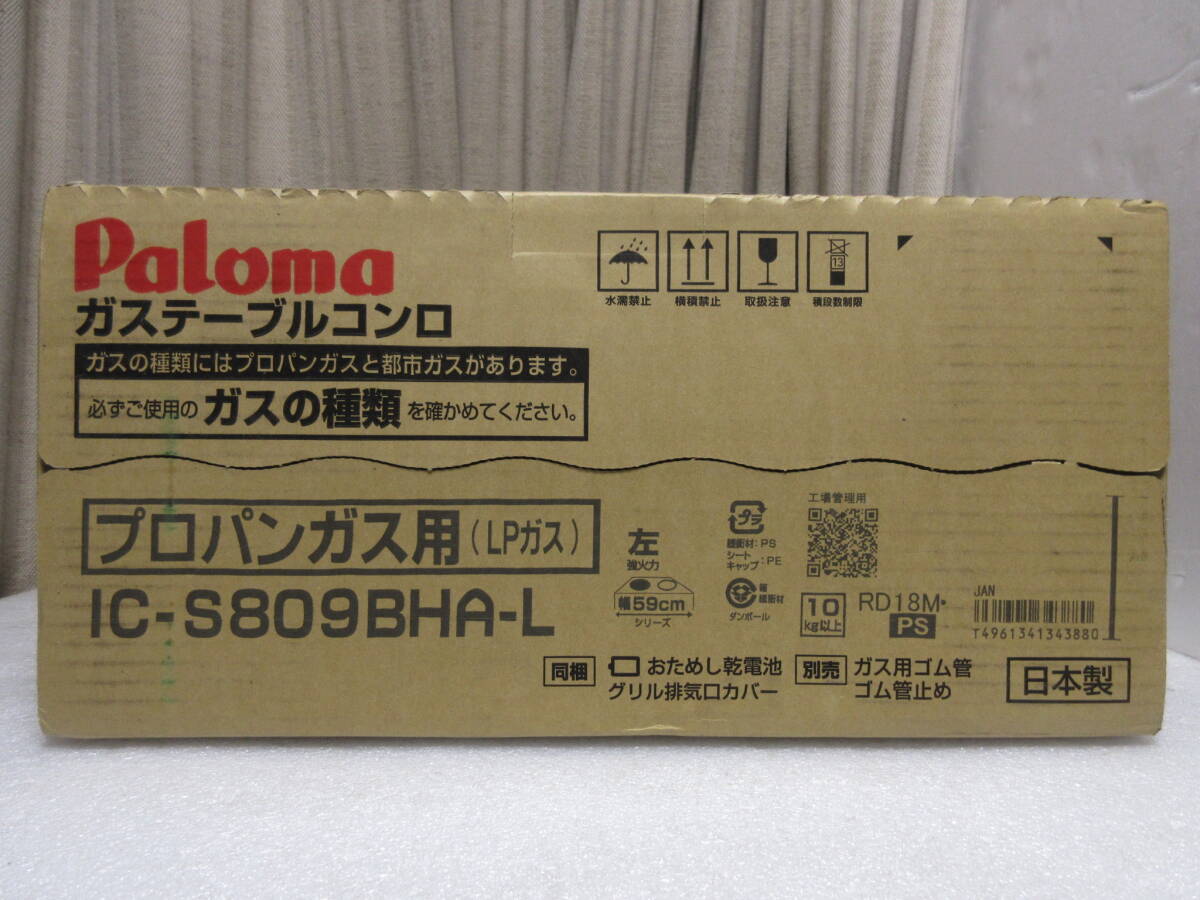 Paloma
ガステーブルコンロ
ガスの種類にはプロパンガスと都市ガスがあります。
必ずご使用の ガスの種類 を確かめてください。
水濡禁止 横積禁止 取扱注意 積段数制限
13
プロパンガス用(LPガス)
IC-S809BHA-L
左
強火力
幅59cm
シリーズ
プラ
緩衝材:PS
シート
キャップ:PE
箱
緩衝材
ダンボール
工場管理用
10
kg以上
RD18M・
PS
JAN
T4961341343880
同梱 おためし乾電池
グリル排気口カバー
別売 ガス用ゴム管
ゴム管止め
日本製